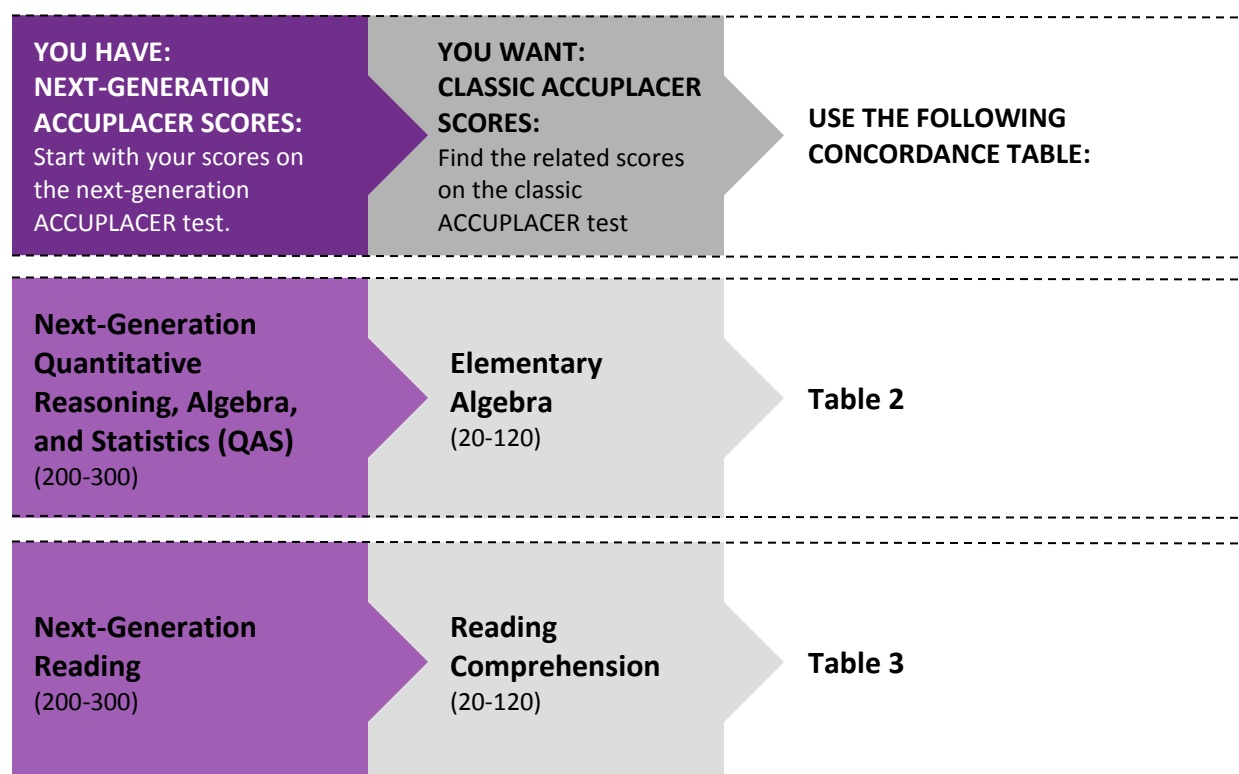 YOU HAVE:
NEXT-GENERATION
ACCUPLACER SCORES:
Start with your scores on
the next-generation
ACCUPLACER test.
YOU WANT:
CLASSIC ACCUPLACER
SCORES:
Find the related scores
on the classic
ACCUPLACER test
USE THE FOLLOWING
CONCORDANCE TABLE:
Next-Generation
Quantitative
Reasoning, Algebra,
and Statistics (QAS)
(200-300)
Elementary
Algebra
(20-120)
Table 2
Next-Generation
Reading
(200-300)
Reading
Comprehension
(20-120)
Table 3